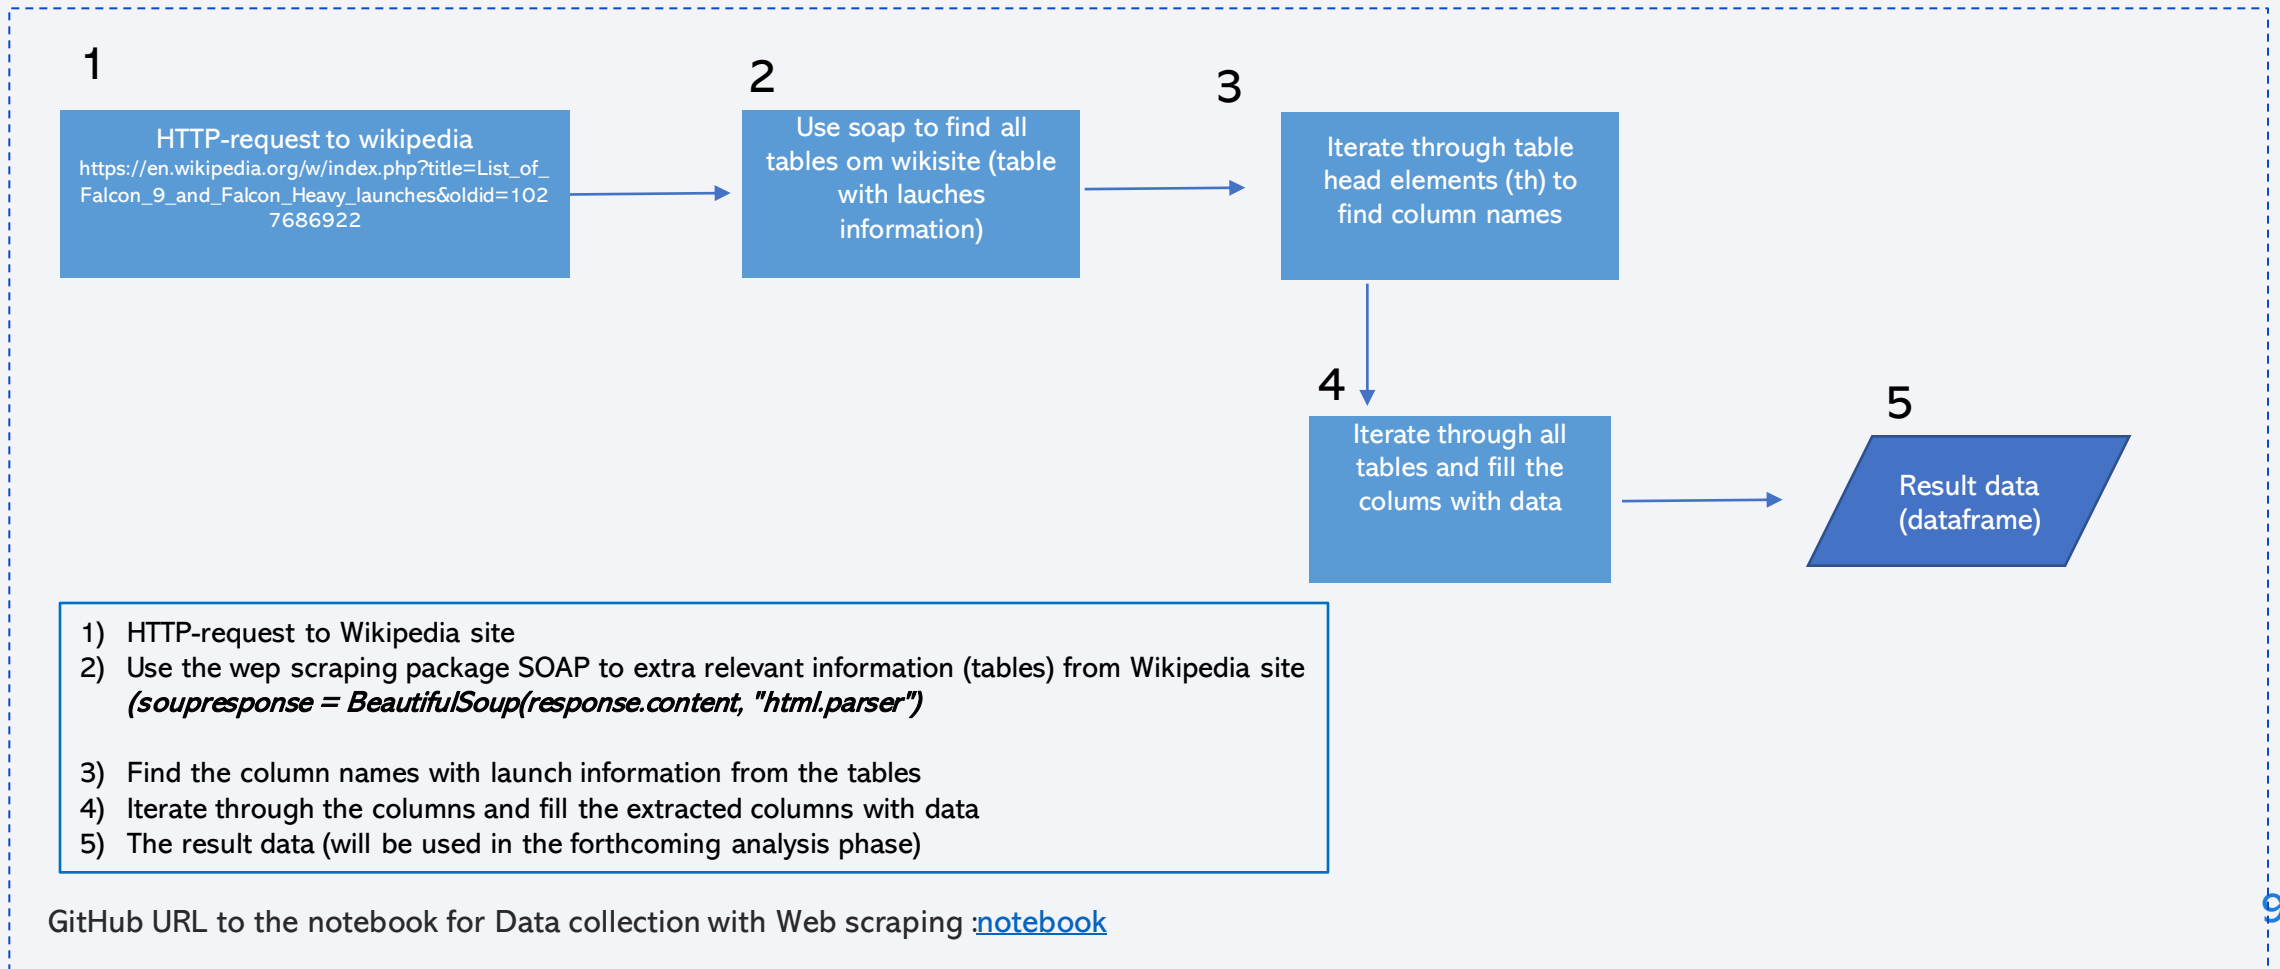 1
HTTP-request to wikipedia
https://en.wikipedia.org/w/index.php?title=List_of_
Falcon_9_and_Falcon_Heavy_launches&oldid=102
7686922
2
Use soap to find all
tables om wikisite (table
with lauches
information)
3
Iterate through table
head elements (th) to
find column names
4
Iterate through all
tables and fill the
colums with data
5
Result data
(dataframe)
1) HTTP-request to Wikipedia site
2) Use the wep scraping package SOAP to extra relevant information (tables) from Wikipedia site
(soupresponse = BeautifulSoup(response.content, "html.parser")
3) Find the column names with launch information from the tables
4) Iterate through the columns and fill the extracted columns with data
5) The result data (will be used in the forthcoming analysis phase)
GitHub URL to the notebook for Data collection with Web scraping :notebook
9